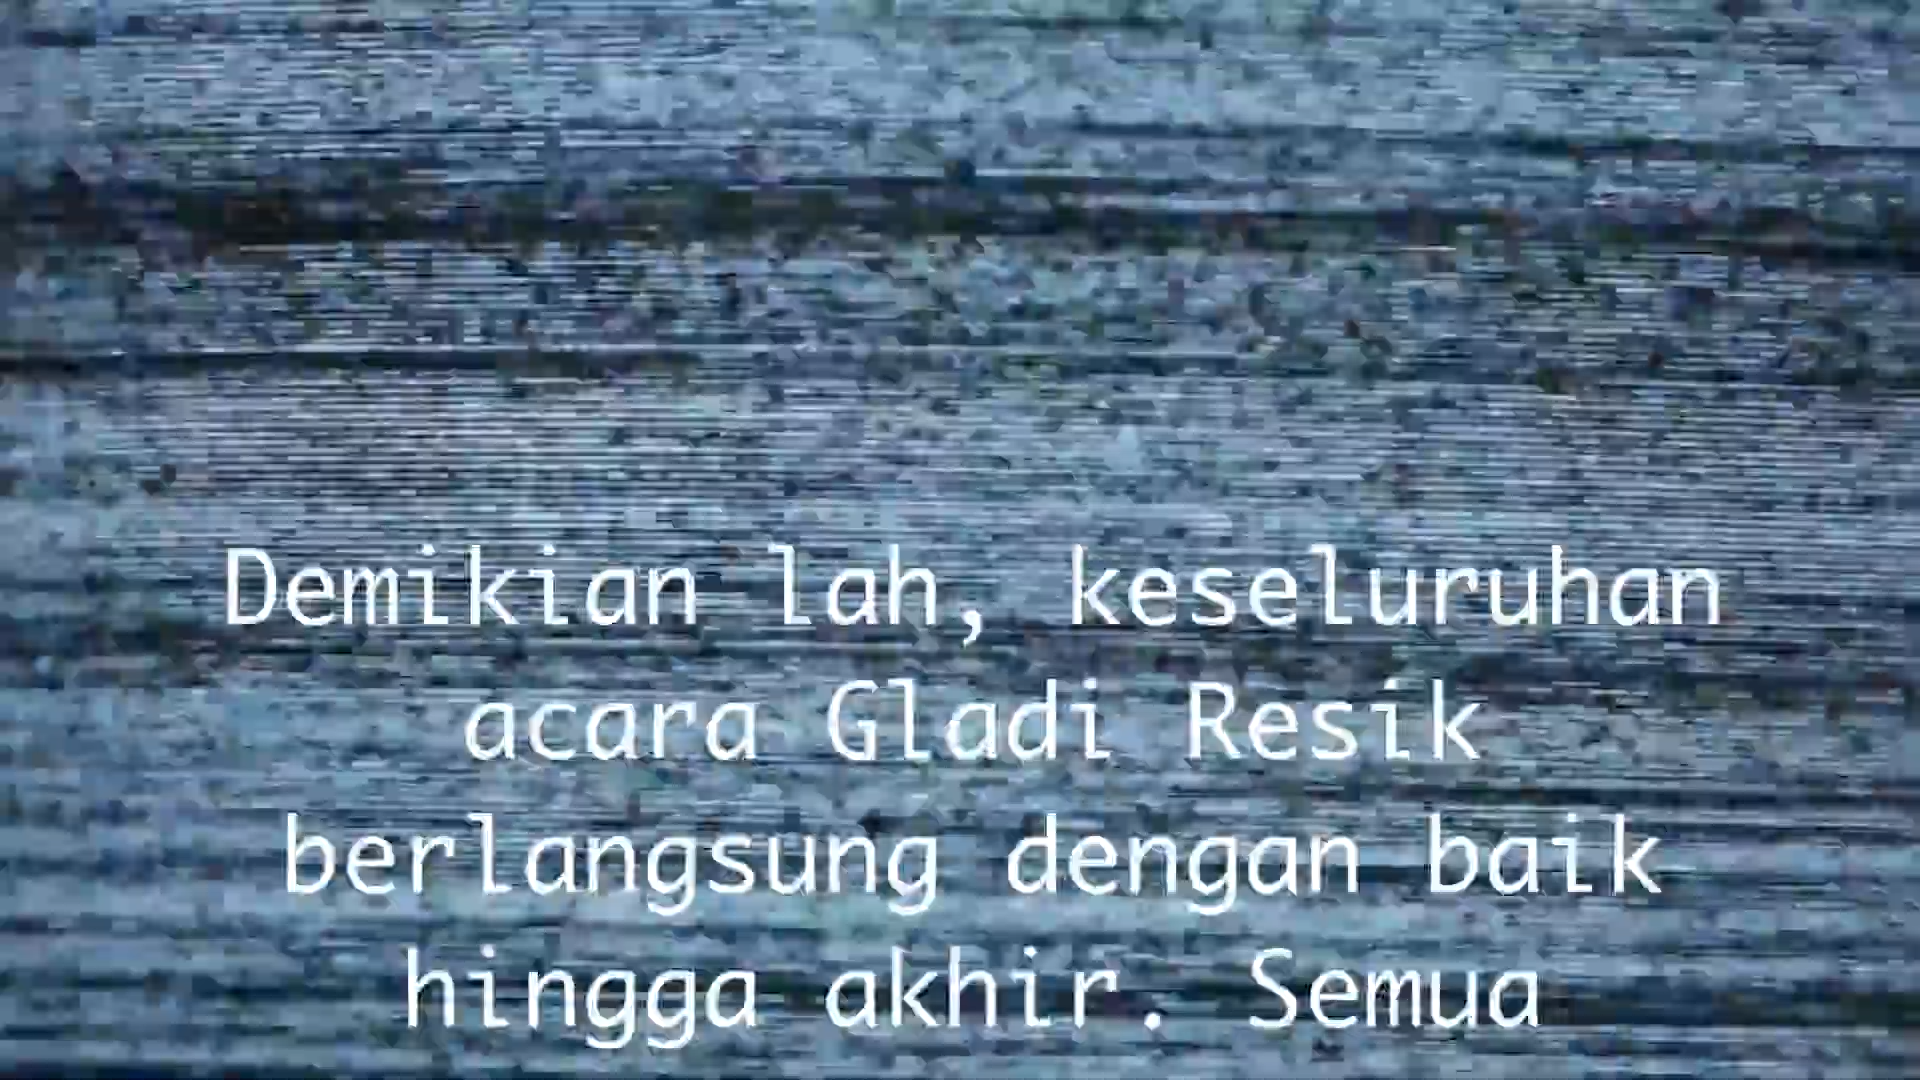 Demikian lah, keseluruhan
acara Gladi Resik
berlangsung dengan baik
hingga akhir. Semua